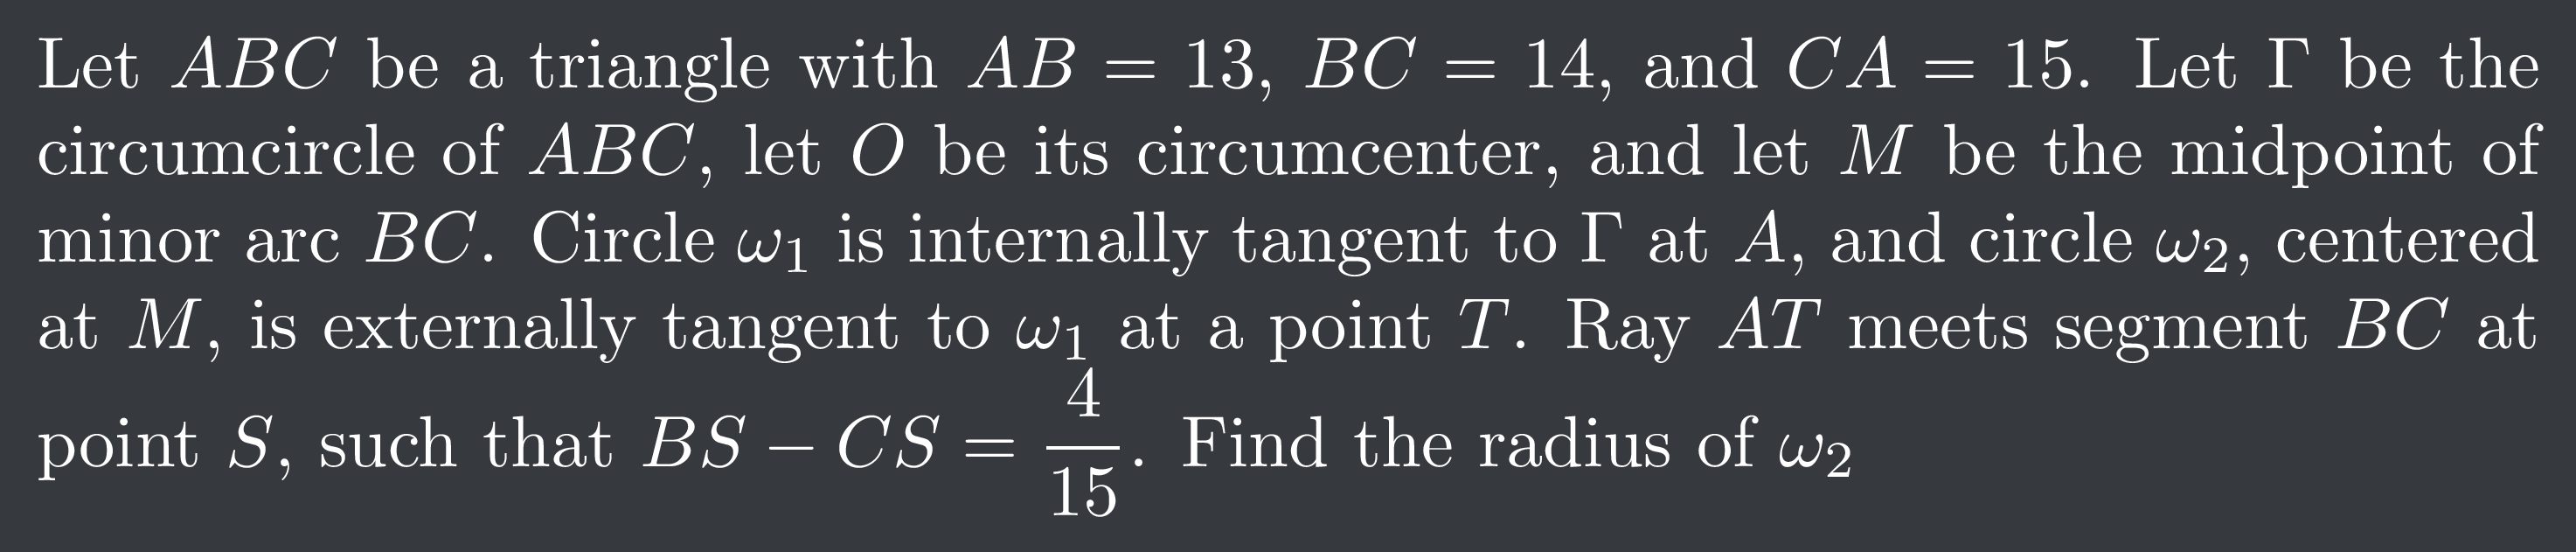 Let ABC be a triangle with AB = 13, BC = 14, and CA = 15. Let Γ be the
circumcircle of ABC, let O be its circumcenter, and let M be the midpoint of
minor arc BC. Circle ω₁ is internally tangent to Γ at A, and circle ω₂, centered
at M, is externally tangent to ω₁ at a point T. Ray AT meets segment BC at
point S, such that BS − CS = 4/15. Find the radius of ω₂